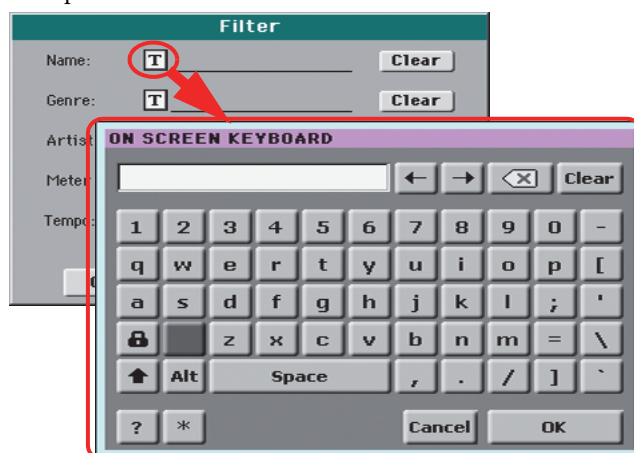 Filter
Name: T Clear
Genre: T Clear
Artist
Meter
Tempo:
ON SCREEN KEYBOARD
← → Clear
1 2 3 4 5 6 7 8 9 0 -
q w e r t y u i o p [
a s d f g h j k l ; '
z x c v b n m = \
Alt Space , . / ] `
? * Cancel OK